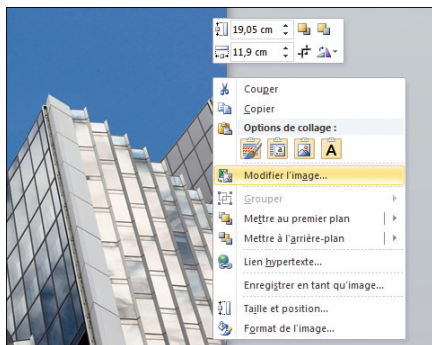 19,05 cm
11,9 cm
Couper
Copier
Options de collage :
A
Modifier l'image...
Grouper
Mettre au premier plan
Mettre à l'arrière-plan
Lien hypertexte...
Enregistrer en tant qu'image...
Taille et position...
Format de l'image...